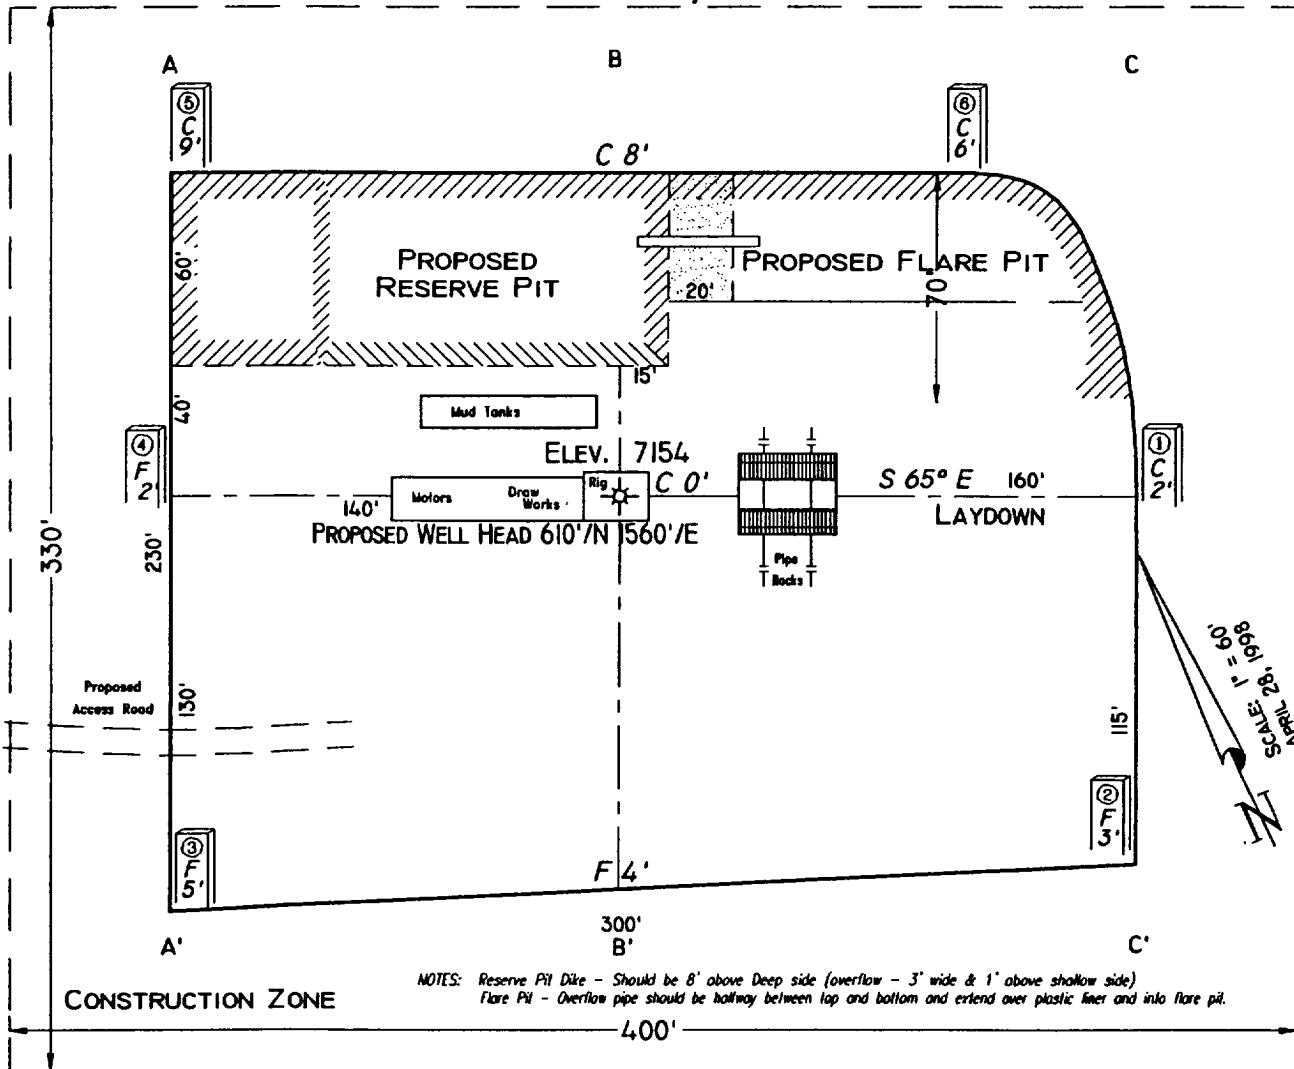 A
B
C
⑤
C
9'
⑥
C
6'
C 8'
60'
PROPOSED
RESERVE PIT
PROPOSED FLARE PIT
20'
70'
15'
40'
Mud Tanks
④
F
2'
ELEV. 7154
Rig
C 0'
S 65° E 160'
①
C
2'
140'
Motors
Draw
Works
LAYDOWN
PROPOSED WELL HEAD 610'/N 1560'/E
Pipe
Racks
330'
230'
SCALE: 1" = 60'
APRIL 28, 1998
N
Proposed
Access Road
130'
115'
②
F
3'
③
F
5'
F 4'
300'
A'
B'
C'
NOTES: Reserve Pit Dike - Should be 8' above Deep side (overflow - 3' wide & 1' above shallow side)
Flare Pit - Overflow pipe should be halfway between top and bottom and extend over plastic liner and into flare pit.
CONSTRUCTION ZONE
400'